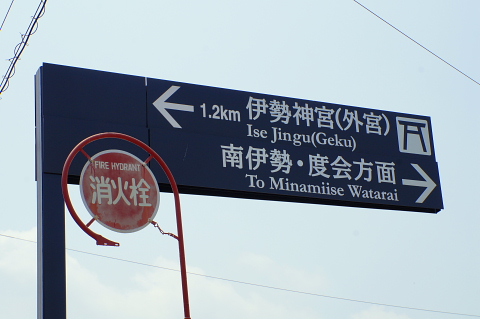 1.2km 伊勢神宮(外宮)
Ise Jingu(Geku)
南伊勢・度会方面
To Minamiise Watarai
FIRE HYDRANT
消火栓